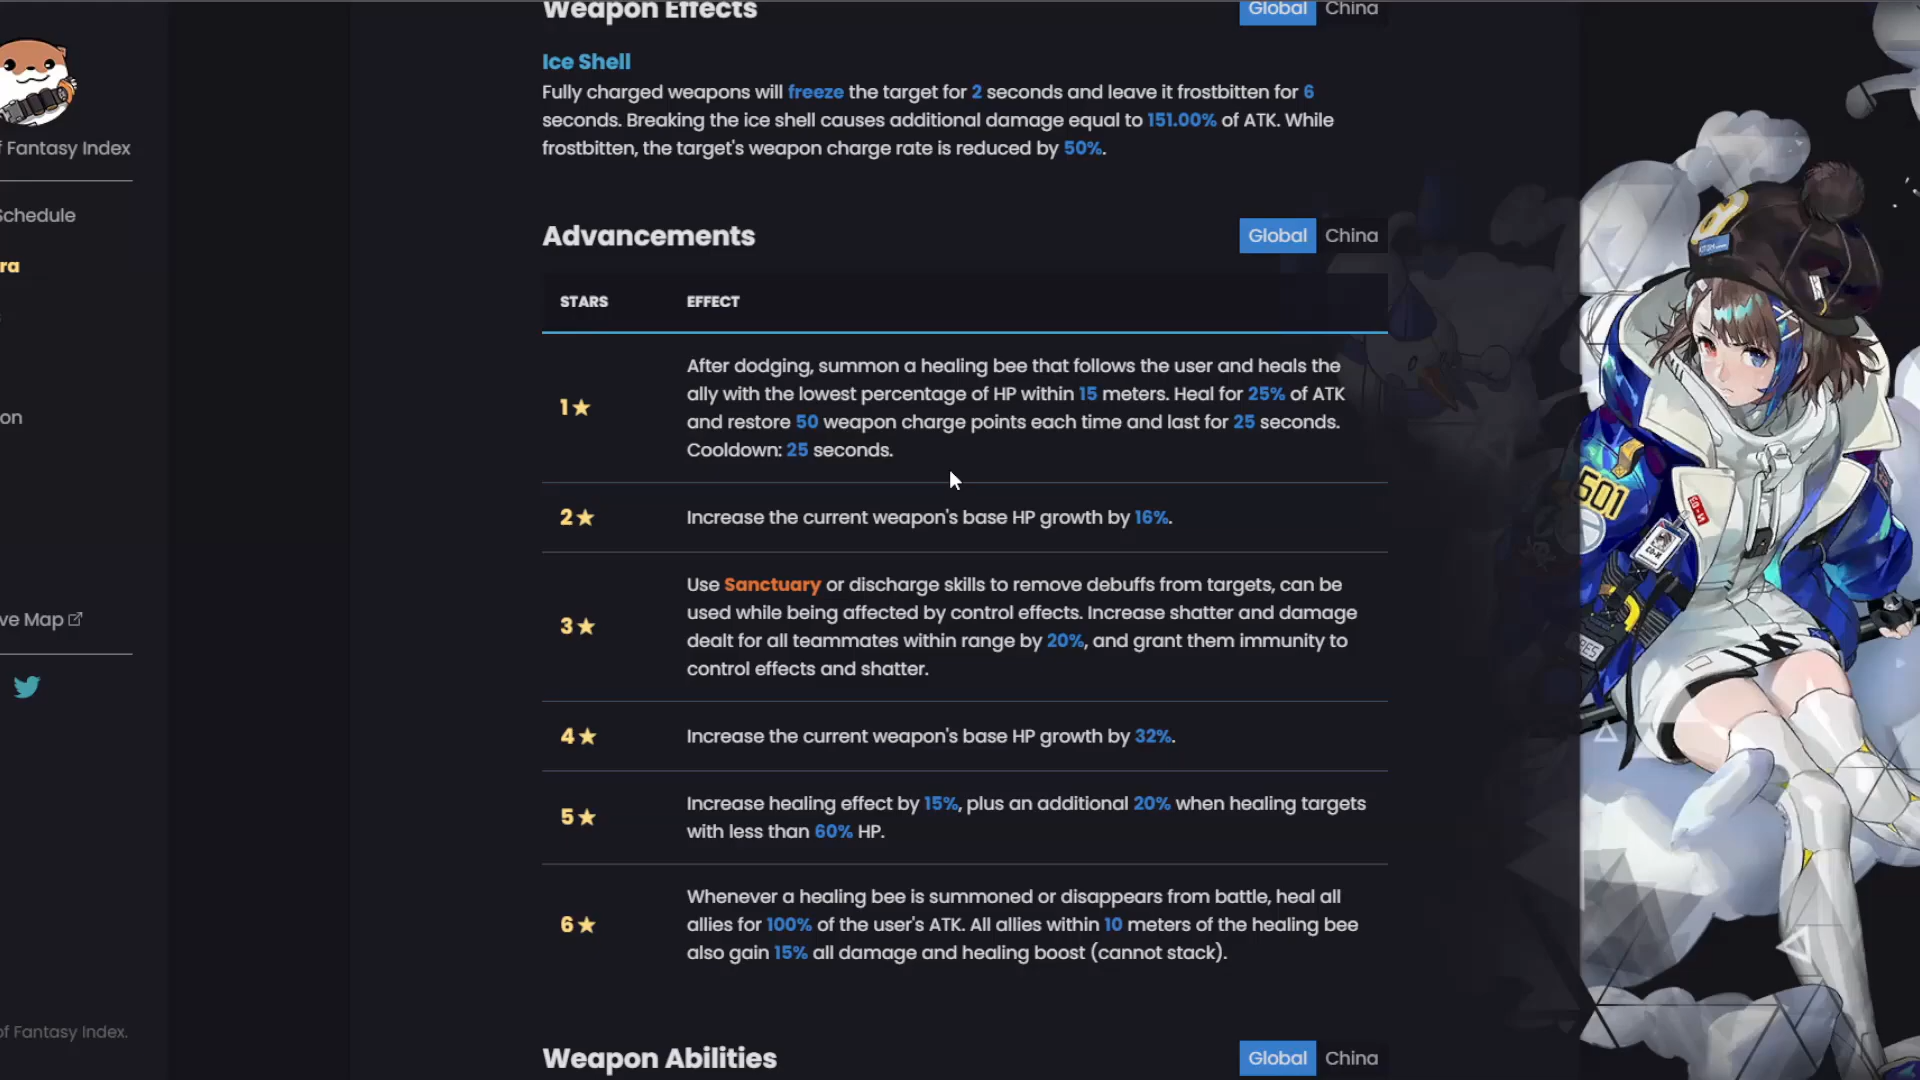 Weapon Effects
Global China
Ice Shell
Fully charged weapons will freeze the target for 2 seconds and leave it frostbitten for 6
seconds. Breaking the ice shell causes additional damage equal to 151.00% of ATK. While
frostbitten, the target's weapon charge rate is reduced by 50%.
Fantasy Index
Schedule
ra
on
ve Map
of Fantasy Index.
Advancements
Global China
STARS EFFECT
1★ After dodging, summon a healing bee that follows the user and heals the
ally with the lowest percentage of HP within 15 meters. Heal for 25% of ATK
and restore 50 weapon charge points each time and last for 25 seconds.
Cooldown: 25 seconds.
2★ Increase the current weapon's base HP growth by 16%.
3★ Use Sanctuary or discharge skills to remove debuffs from targets, can be
used while being affected by control effects. Increase shatter and damage
dealt for all teammates within range by 20%, and grant them immunity to
control effects and shatter.
4★ Increase the current weapon's base HP growth by 32%.
5★ Increase healing effect by 15%, plus an additional 20% when healing targets
with less than 60% HP.
6★ Whenever a healing bee is summoned or disappears from battle, heal all
allies for 100% of the user's ATK. All allies within 10 meters of the healing bee
also gain 15% all damage and healing boost (cannot stack).
Weapon Abilities
Global China
601